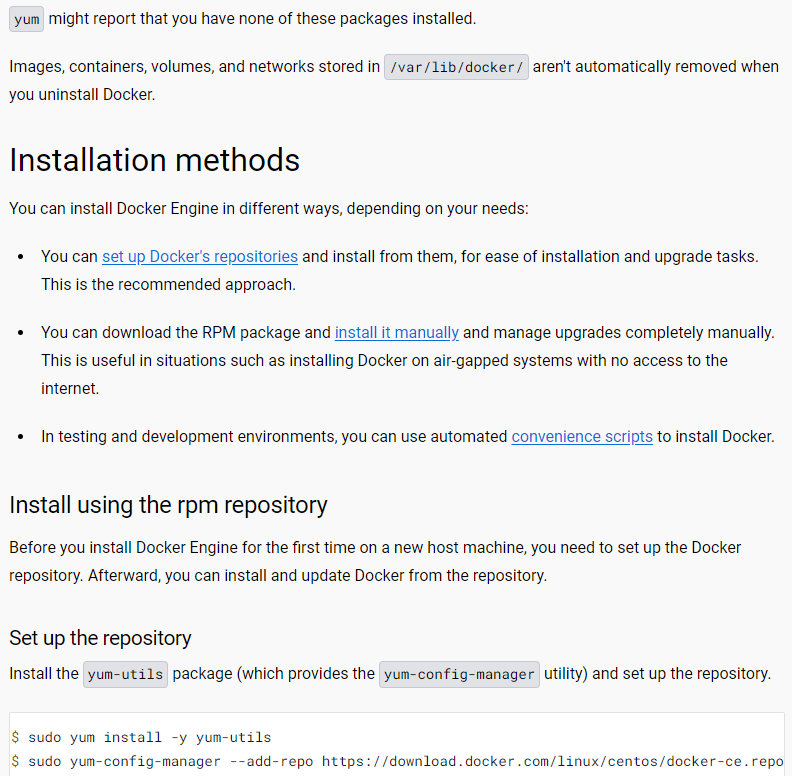 yum might report that you have none of these packages installed.
Images, containers, volumes, and networks stored in /var/lib/docker/ aren't automatically removed when
you uninstall Docker.
Installation methods
You can install Docker Engine in different ways, depending on your needs:
• You can set up Docker's repositories and install from them, for ease of installation and upgrade tasks.
This is the recommended approach.
• You can download the RPM package and install it manually and manage upgrades completely manually.
This is useful in situations such as installing Docker on air-gapped systems with no access to the
internet.
• In testing and development environments, you can use automated convenience scripts to install Docker.
Install using the rpm repository
Before you install Docker Engine for the first time on a new host machine, you need to set up the Docker
repository. Afterward, you can install and update Docker from the repository.
Set up the repository
Install the yum-utils package (which provides the yum-config-manager utility) and set up the repository.
$ sudo yum install -y yum-utils
$ sudo yum-config-manager --add-repo https://download.docker.com/linux/centos/docker-ce.repo